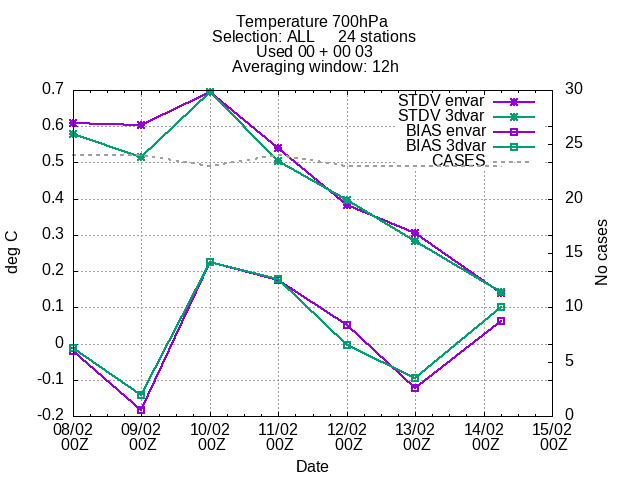 Temperature 700hPa
Selection: ALL 24 stations
Used 00 + 00 03
Averaging window: 12h
STDV envar
STDV 3dvar
BIAS envar
BIAS 3dvar
CASES
deg C
0.7
0.6
0.5
0.4
0.3
0.2
0.1
0
-0.1
-0.2
30
25
20
15
10
5
0
No cases
08/02 00Z
09/02 00Z
10/02 00Z
11/02 00Z
12/02 00Z
13/02 00Z
14/02 00Z
15/02 00Z
Date